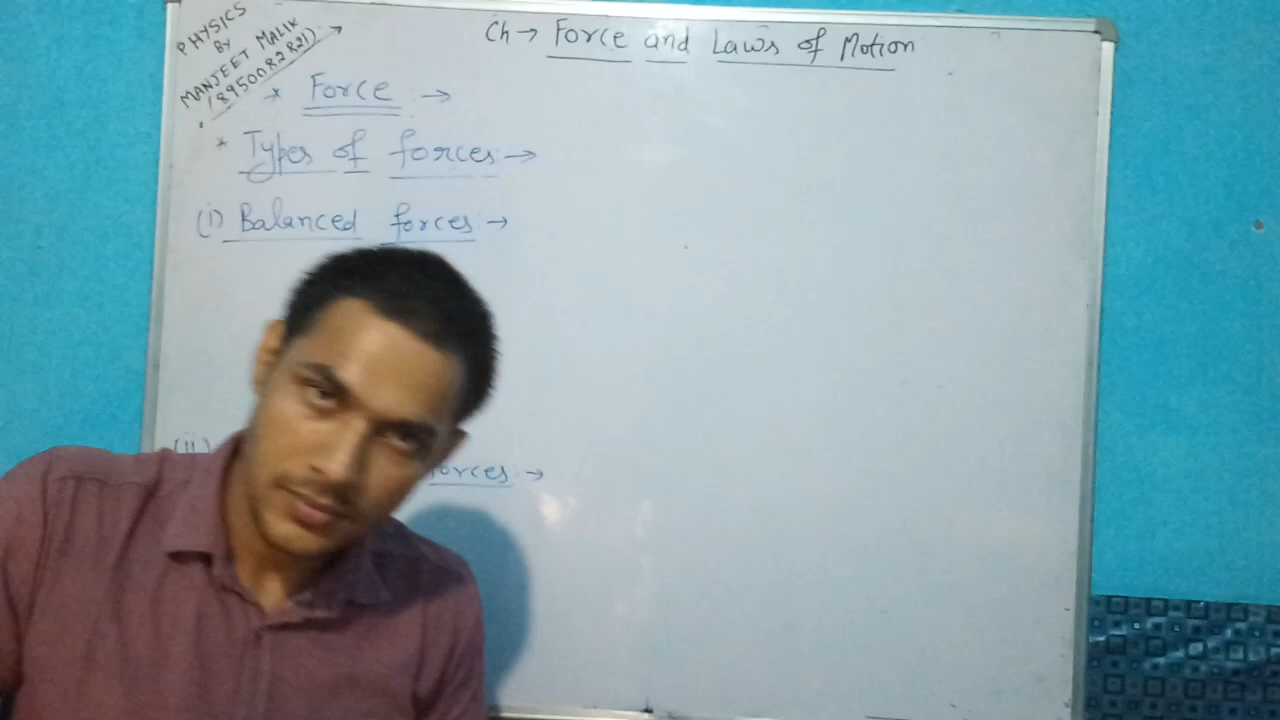 PHYSICS
By
MANJEET MALIK
(8950082821)
Ch → Force and Laws of Motion
* Force →
* Types of forces →
(i) Balanced forces →
(ii)
forces →